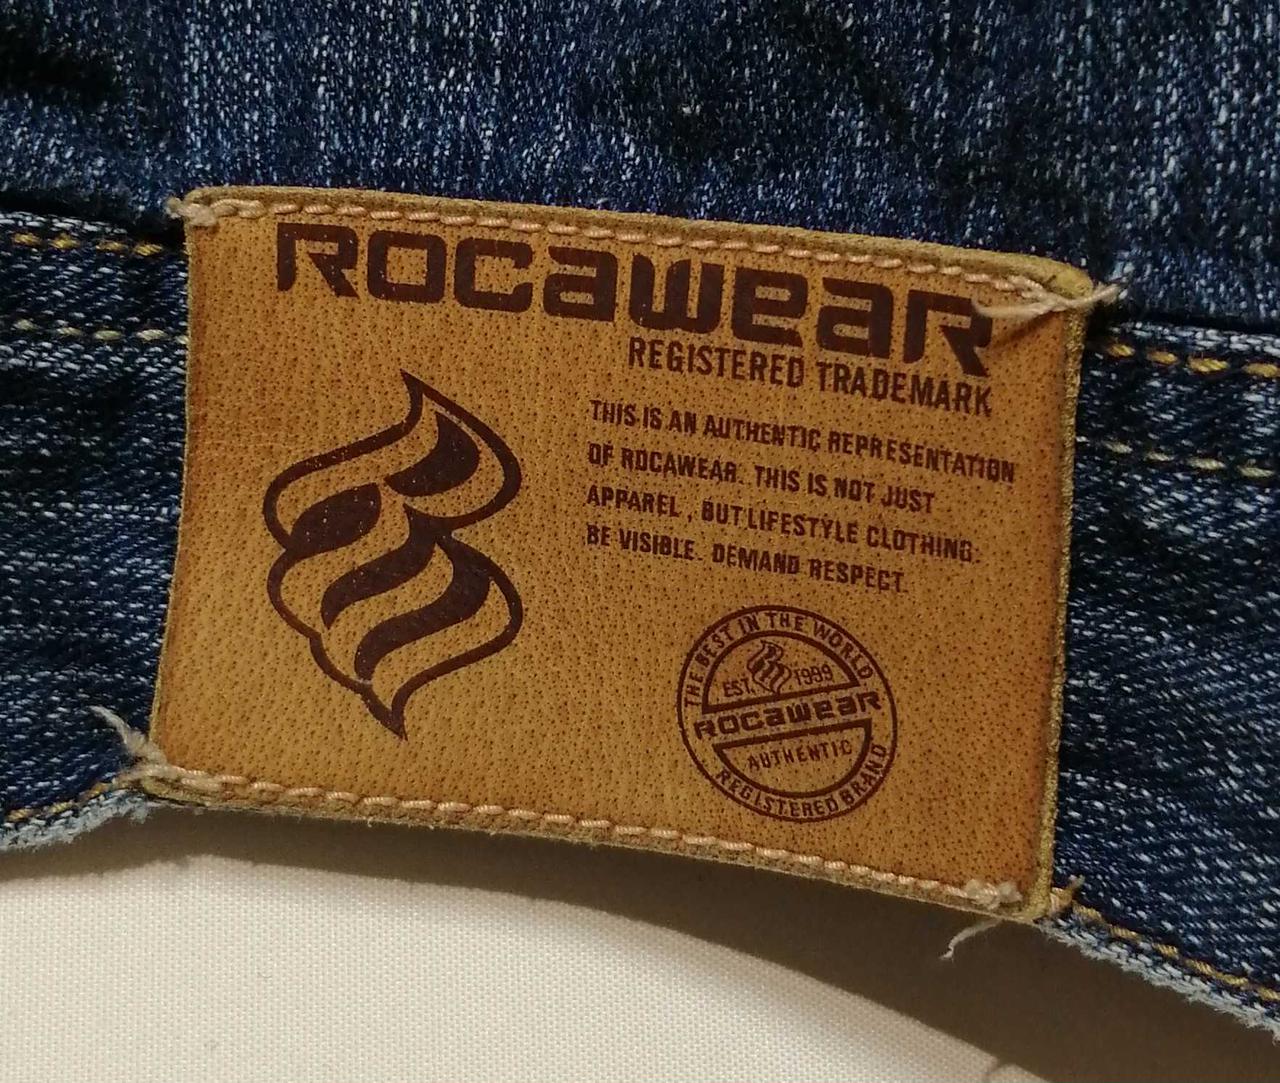 ROCAWEAR
REGISTERED TRADEMARK
THIS IS AN AUTHENTIC REPRESENTATION
OF ROCAWEAR. THIS IS NOT JUST
APPAREL, BUT LIFESTYLE CLOTHING.
BE VISIBLE. DEMAND RESPECT.
THE BEST IN THE WORLD
EST. 1999
ROCAWEAR
AUTHENTIC
REGISTERED BRAND